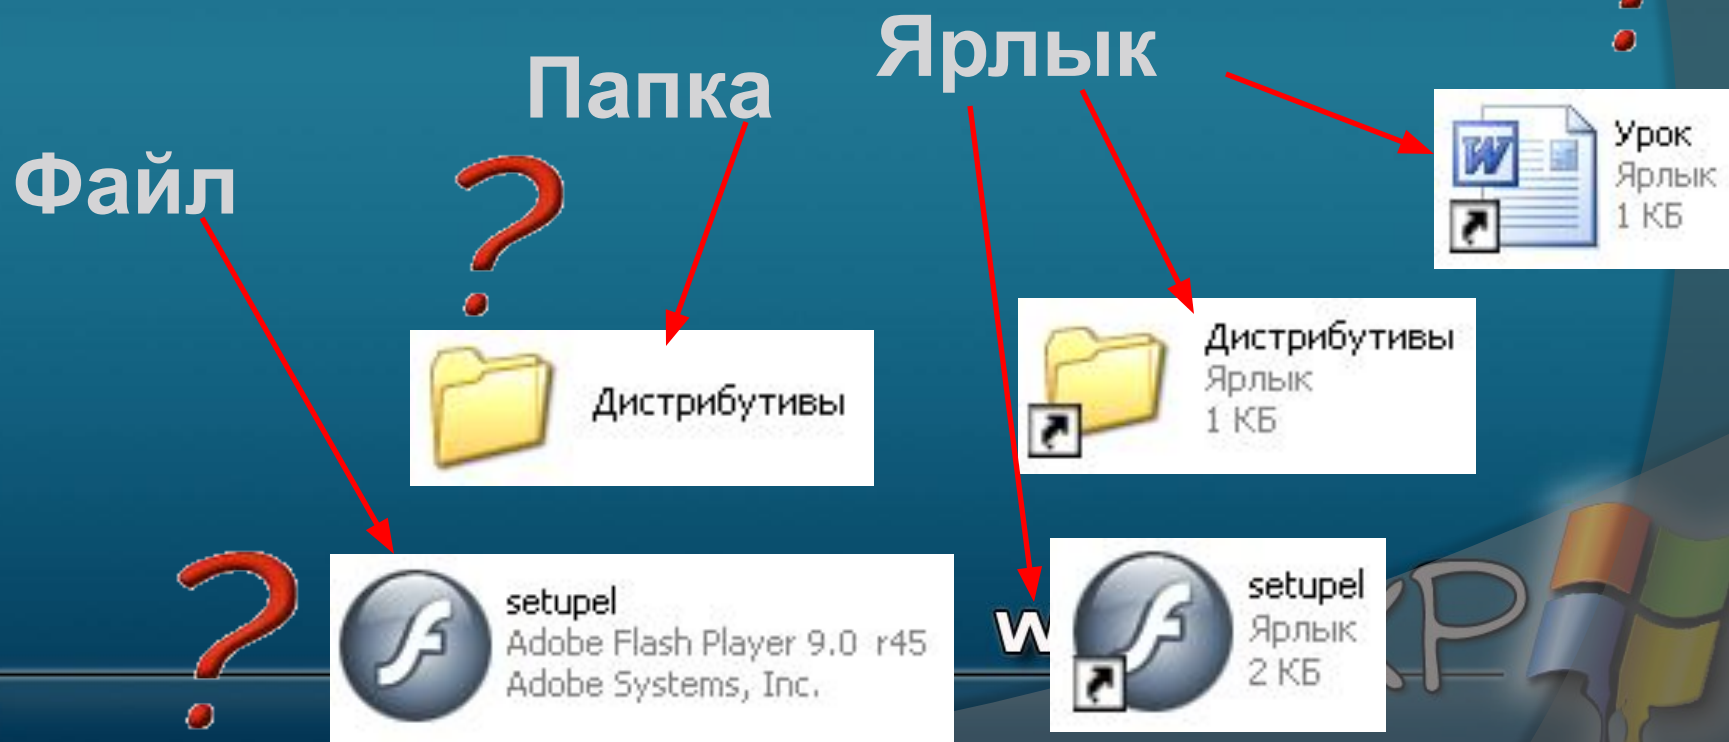 Ярлык
Папка
Файл
Урок
Ярлык
1 КБ
Дистрибутивы
Дистрибутивы
Ярлык
1 КБ
setupel
Adobe Flash Player 9.0 r45
Adobe Systems, Inc.
setupel
Ярлык
2 КБ